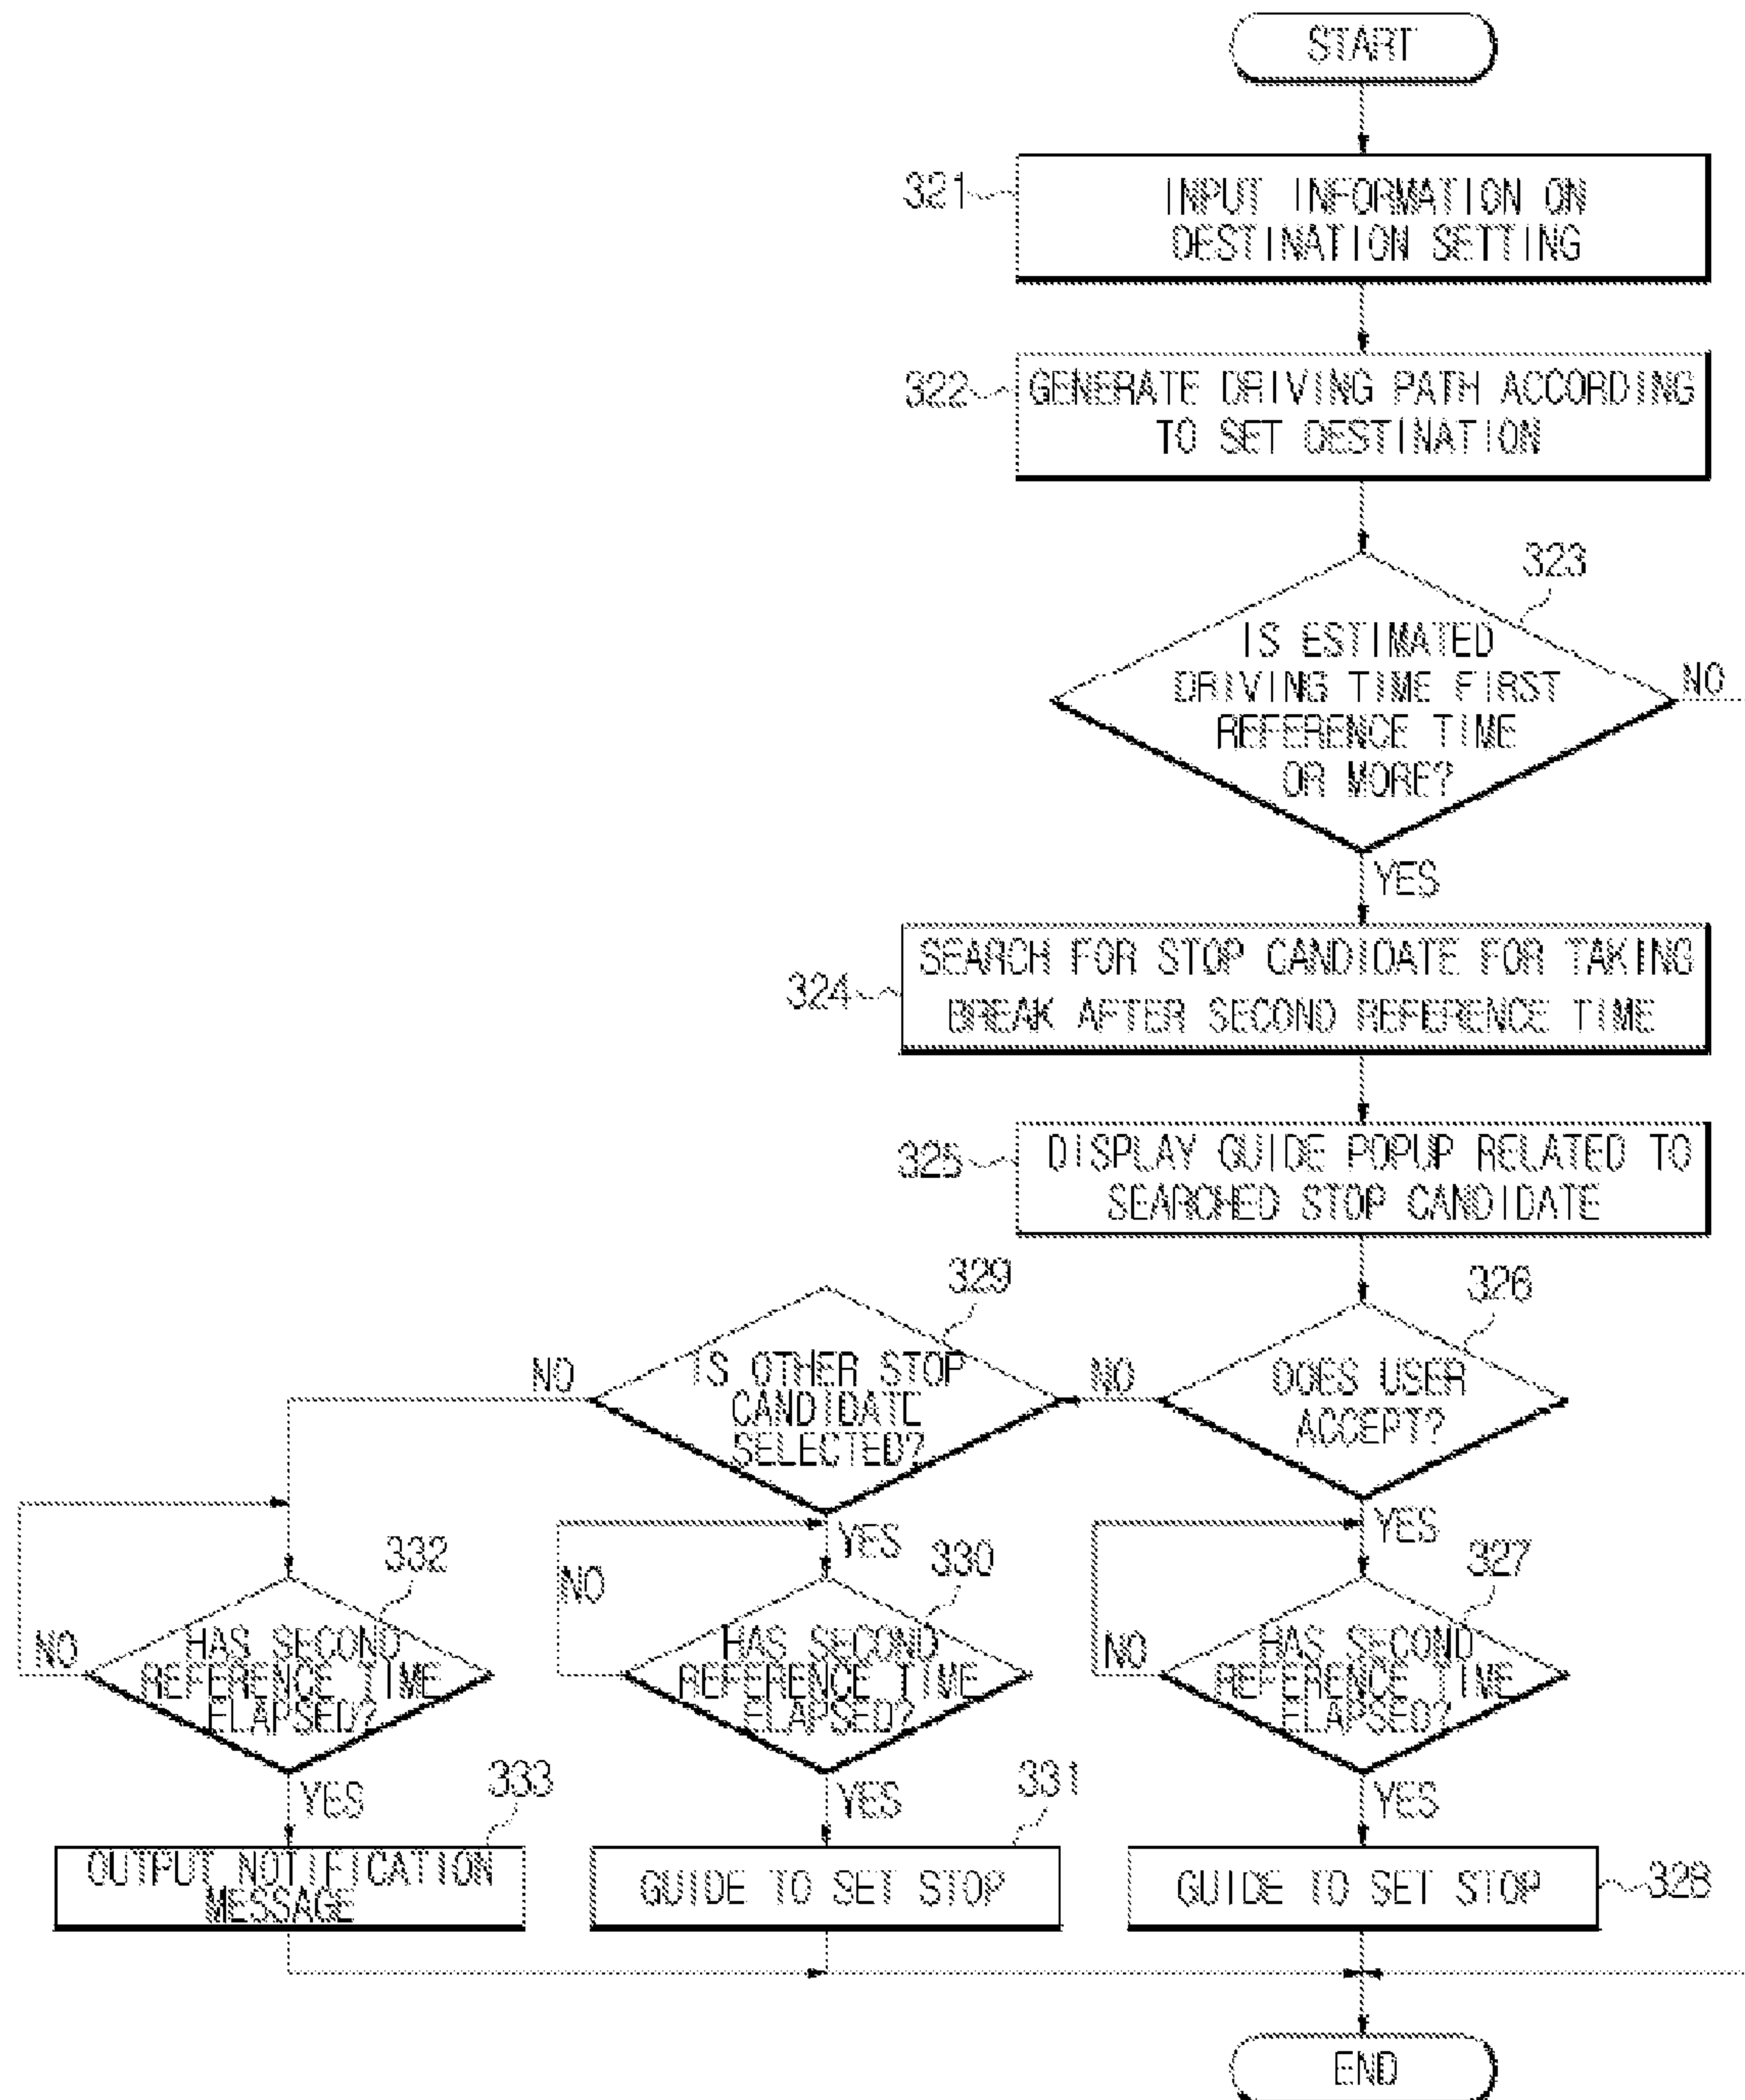 START
321
INPUT INFORMATION ON
DESTINATION SETTING
322
GENERATE DRIVING PATH ACCORDING
TO SET DESTINATION
323
IS ESTIMATED
DRIVING TIME FIRST
REFERENCE TIME
OR MORE?
NO
YES
324
SEARCH FOR STOP CANDIDATE FOR TAKING
BREAK AFTER SECOND REFERENCE TIME
325
DISPLAY GUIDE POPUP RELATED TO
SEARCHED STOP CANDIDATE
326
DOES USER
ACCEPT?
NO
YES
329
IS OTHER STOP
CANDIDATE
SELECTED?
NO
YES
332
HAS SECOND
REFERENCE TIME
ELAPSED?
NO
YES
330
HAS SECOND
REFERENCE TIME
ELAPSED?
NO
YES
327
HAS SECOND
REFERENCE TIME
ELAPSED?
NO
YES
333
OUTPUT NOTIFICATION
MESSAGE
331
GUIDE TO SET STOP
GUIDE TO SET STOP
328
END